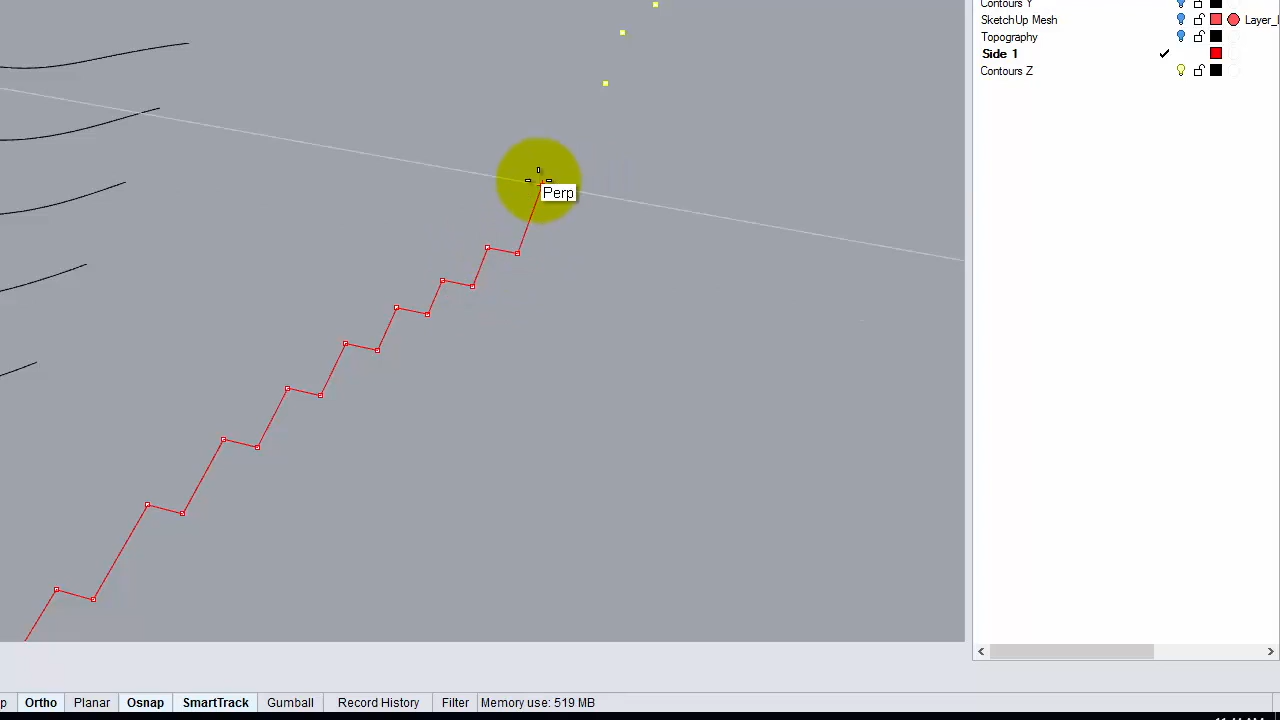 Contours Y
SketchUp Mesh
Layer_
Topography
Side 1
Contours Z
Perp
p
Ortho
Planar
Osnap
SmartTrack
Gumball
Record History
Filter
Memory use: 519 MB